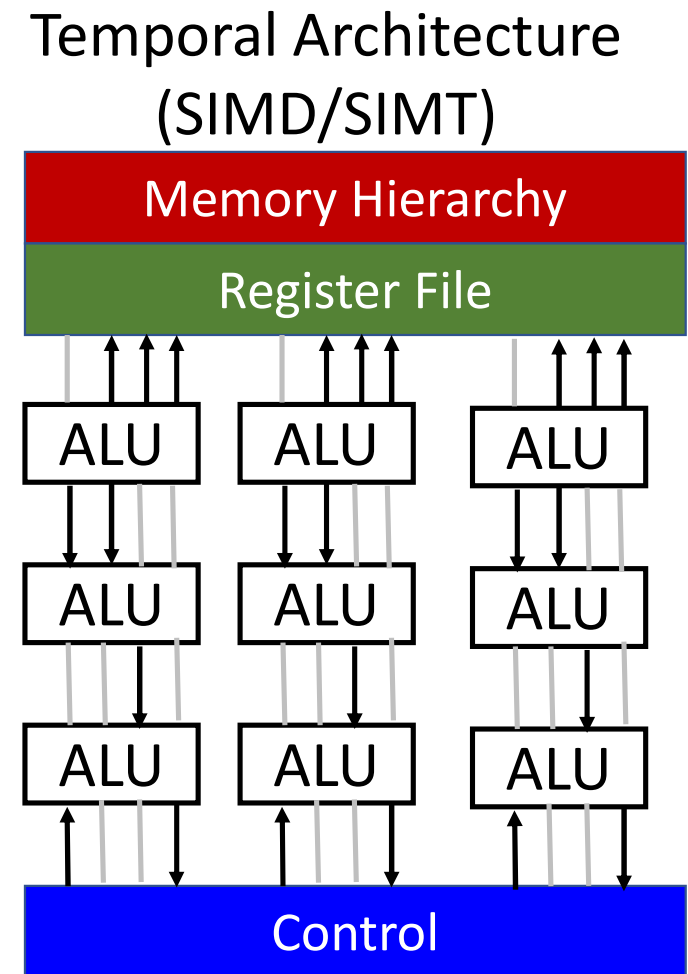 Temporal Architecture
(SIMD/SIMT)
Memory Hierarchy
Register File
ALU ALU ALU
ALU ALU ALU
ALU ALU ALU
Control